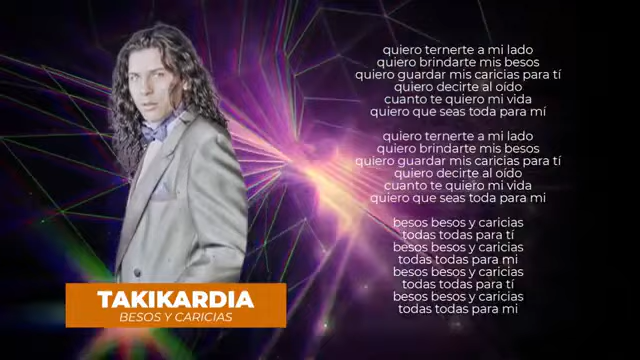 quiero ternerte a mi lado
quiero brindarte mis besos
quiero guardar mis caricias para tí
quiero decirte al oído
cuanto te quiero mi vida
quiero que seas toda para mí
quiero ternerte a mi lado
quiero brindarte mis besos
quiero guardar mis caricias para tí
quiero decirte al oído
cuanto te quiero mi vida
quiero que seas toda para mi
besos besos y caricias
todas todas para tí
besos besos y caricias
todas todas para mi
besos besos y caricias
todas todas para tí
besos besos y caricias
todas todas para mi
TAKIKARDIA
BESOS Y CARICIAS